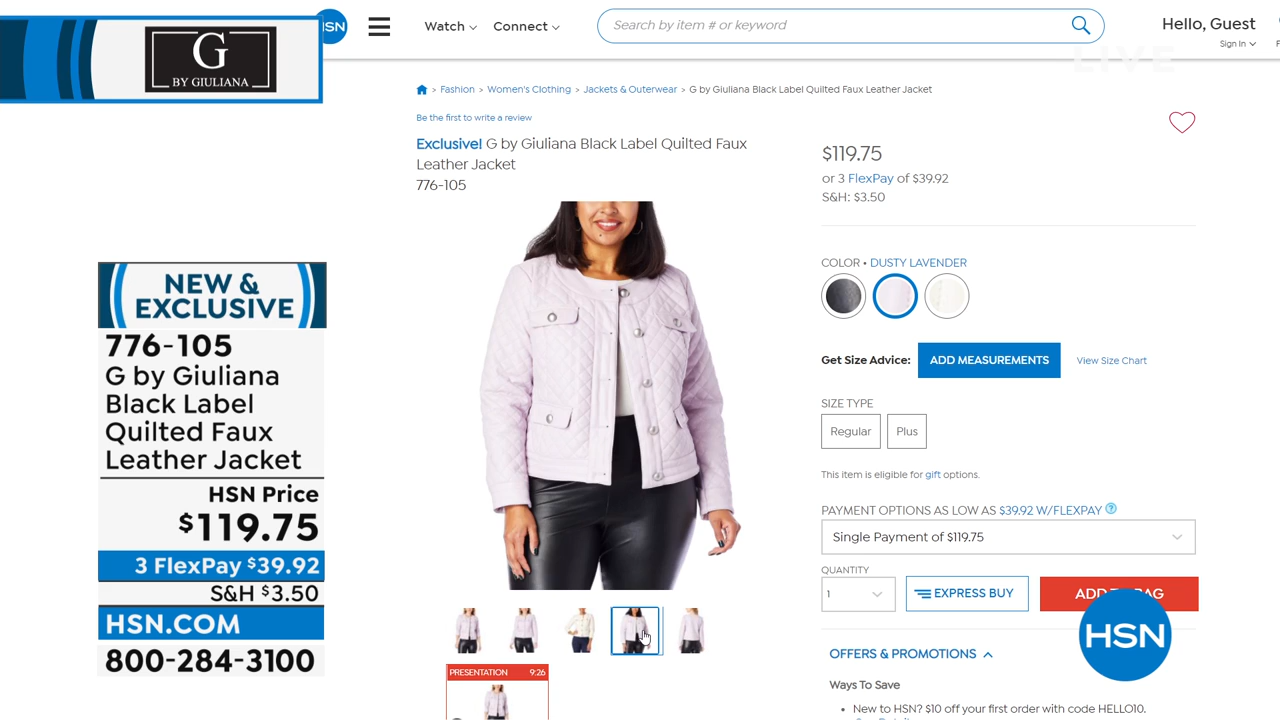 G
BY GIULIANA
HSN
Watch
Connect
Search by item # or keyword
Hello, Guest
Sign In
LIVE
> Fashion > Women's Clothing > Jackets & Outerwear > G by Giuliana Black Label Quilted Faux Leather Jacket
Be the first to write a review
Exclusive! G by Giuliana Black Label Quilted Faux
Leather Jacket
776-105
$119.75
or 3 FlexPay of $39.92
S&H: $3.50
COLOR • DUSTY LAVENDER
Get Size Advice: ADD MEASUREMENTS View Size Chart
SIZE TYPE
Regular Plus
This item is eligible for gift options.
PAYMENT OPTIONS AS LOW AS $39.92 W/FLEXPAY ?
Single Payment of $119.75
QUANTITY
1
EXPRESS BUY
ADD BAG
HSN
OFFERS & PROMOTIONS
Ways To Save
• New to HSN? $10 off your first order with code HELLO10.
PRESENTATION 9:26
NEW &
EXCLUSIVE
776-105
G by Giuliana
Black Label
Quilted Faux
Leather Jacket
HSN Price
$119.75
3 FlexPay $39.92
S&H $3.50
HSN.COM
800-284-3100